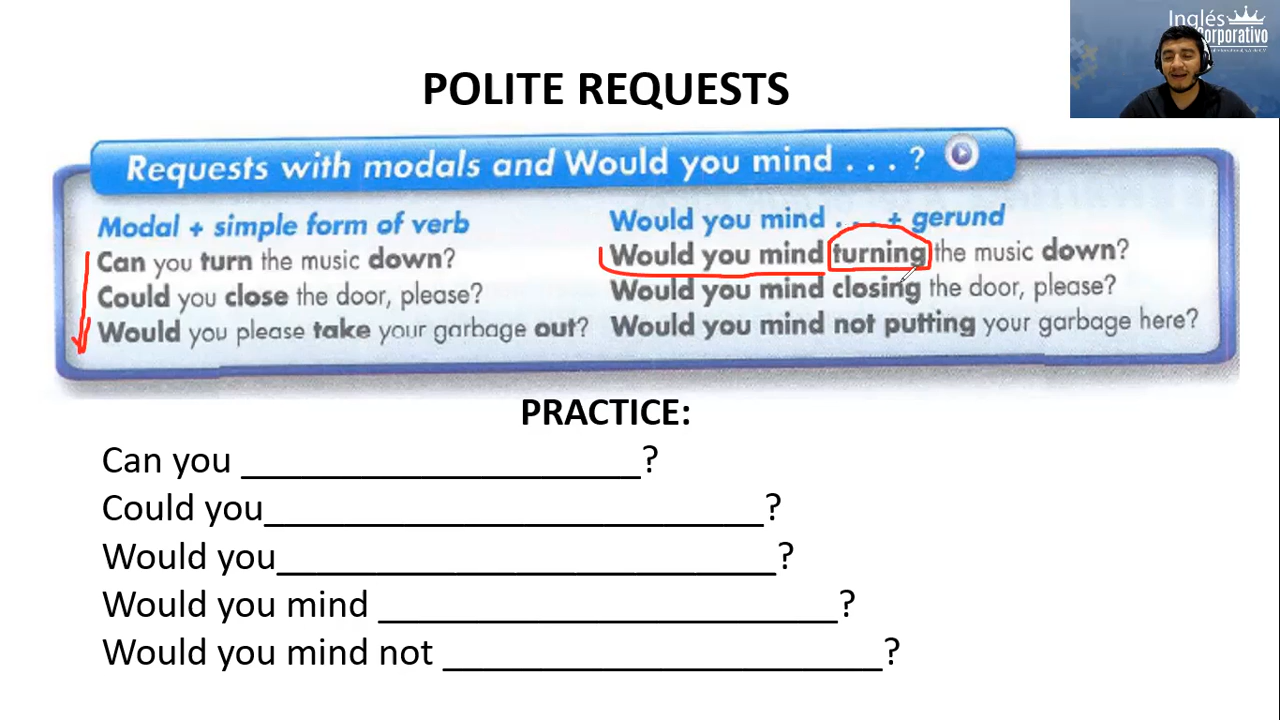 Inglés
Corporativo
POLITE REQUESTS
Requests with modals and Would you mind . . . ?
Modal + simple form of verb
Can you turn the music down?
Could you close the door, please?
Would you please take your garbage out?
Would you mind . . . + gerund
Would you mind turning the music down?
Would you mind closing the door, please?
Would you mind not putting your garbage here?
PRACTICE:
Can you ____________________?
Could you_________________________?
Would you_________________________?
Would you mind _______________________?
Would you mind not ______________________?